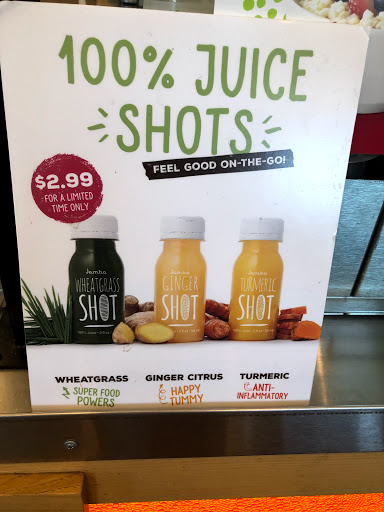 100% JUICE
SHOTS
FEEL GOOD ON-THE-GO!
$2.99
FOR A LIMITED
TIME ONLY
Jamba
WHEATGRASS
SHOT
Jamba
GINGER
SHOT
Jamba
TURMERIC
SHOT
WHEATGRASS
SUPER FOOD
POWERS
GINGER CITRUS
HAPPY
TUMMY
TURMERIC
ANTI-
INFLAMMATORY